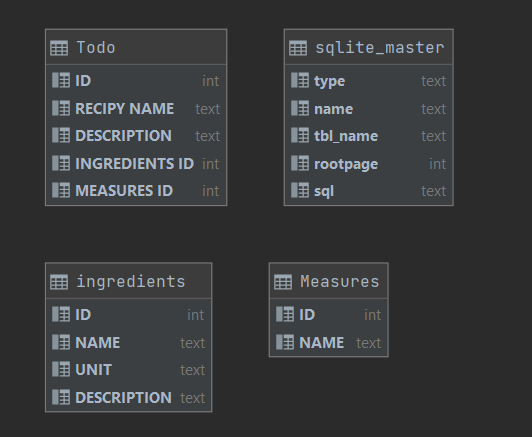 Todo
ID int
RECIPY NAME text
DESCRIPTION text
INGREDIENTS ID int
MEASURES ID int
sqlite_master
type text
name text
tbl_name text
rootpage int
sql text
ingredients
ID int
NAME text
UNIT text
DESCRIPTION text
Measures
ID int
NAME text